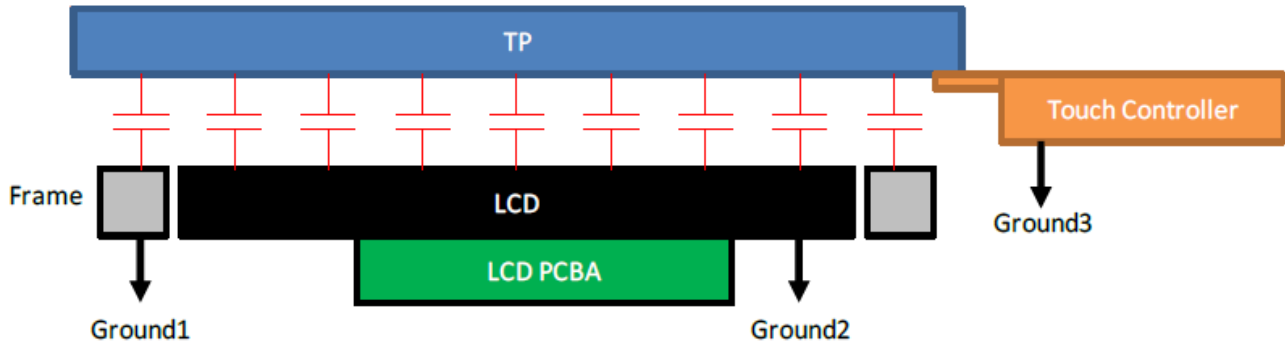 TP
Touch Controller
Frame
LCD
Ground3
LCD PCBA
Ground1
Ground2